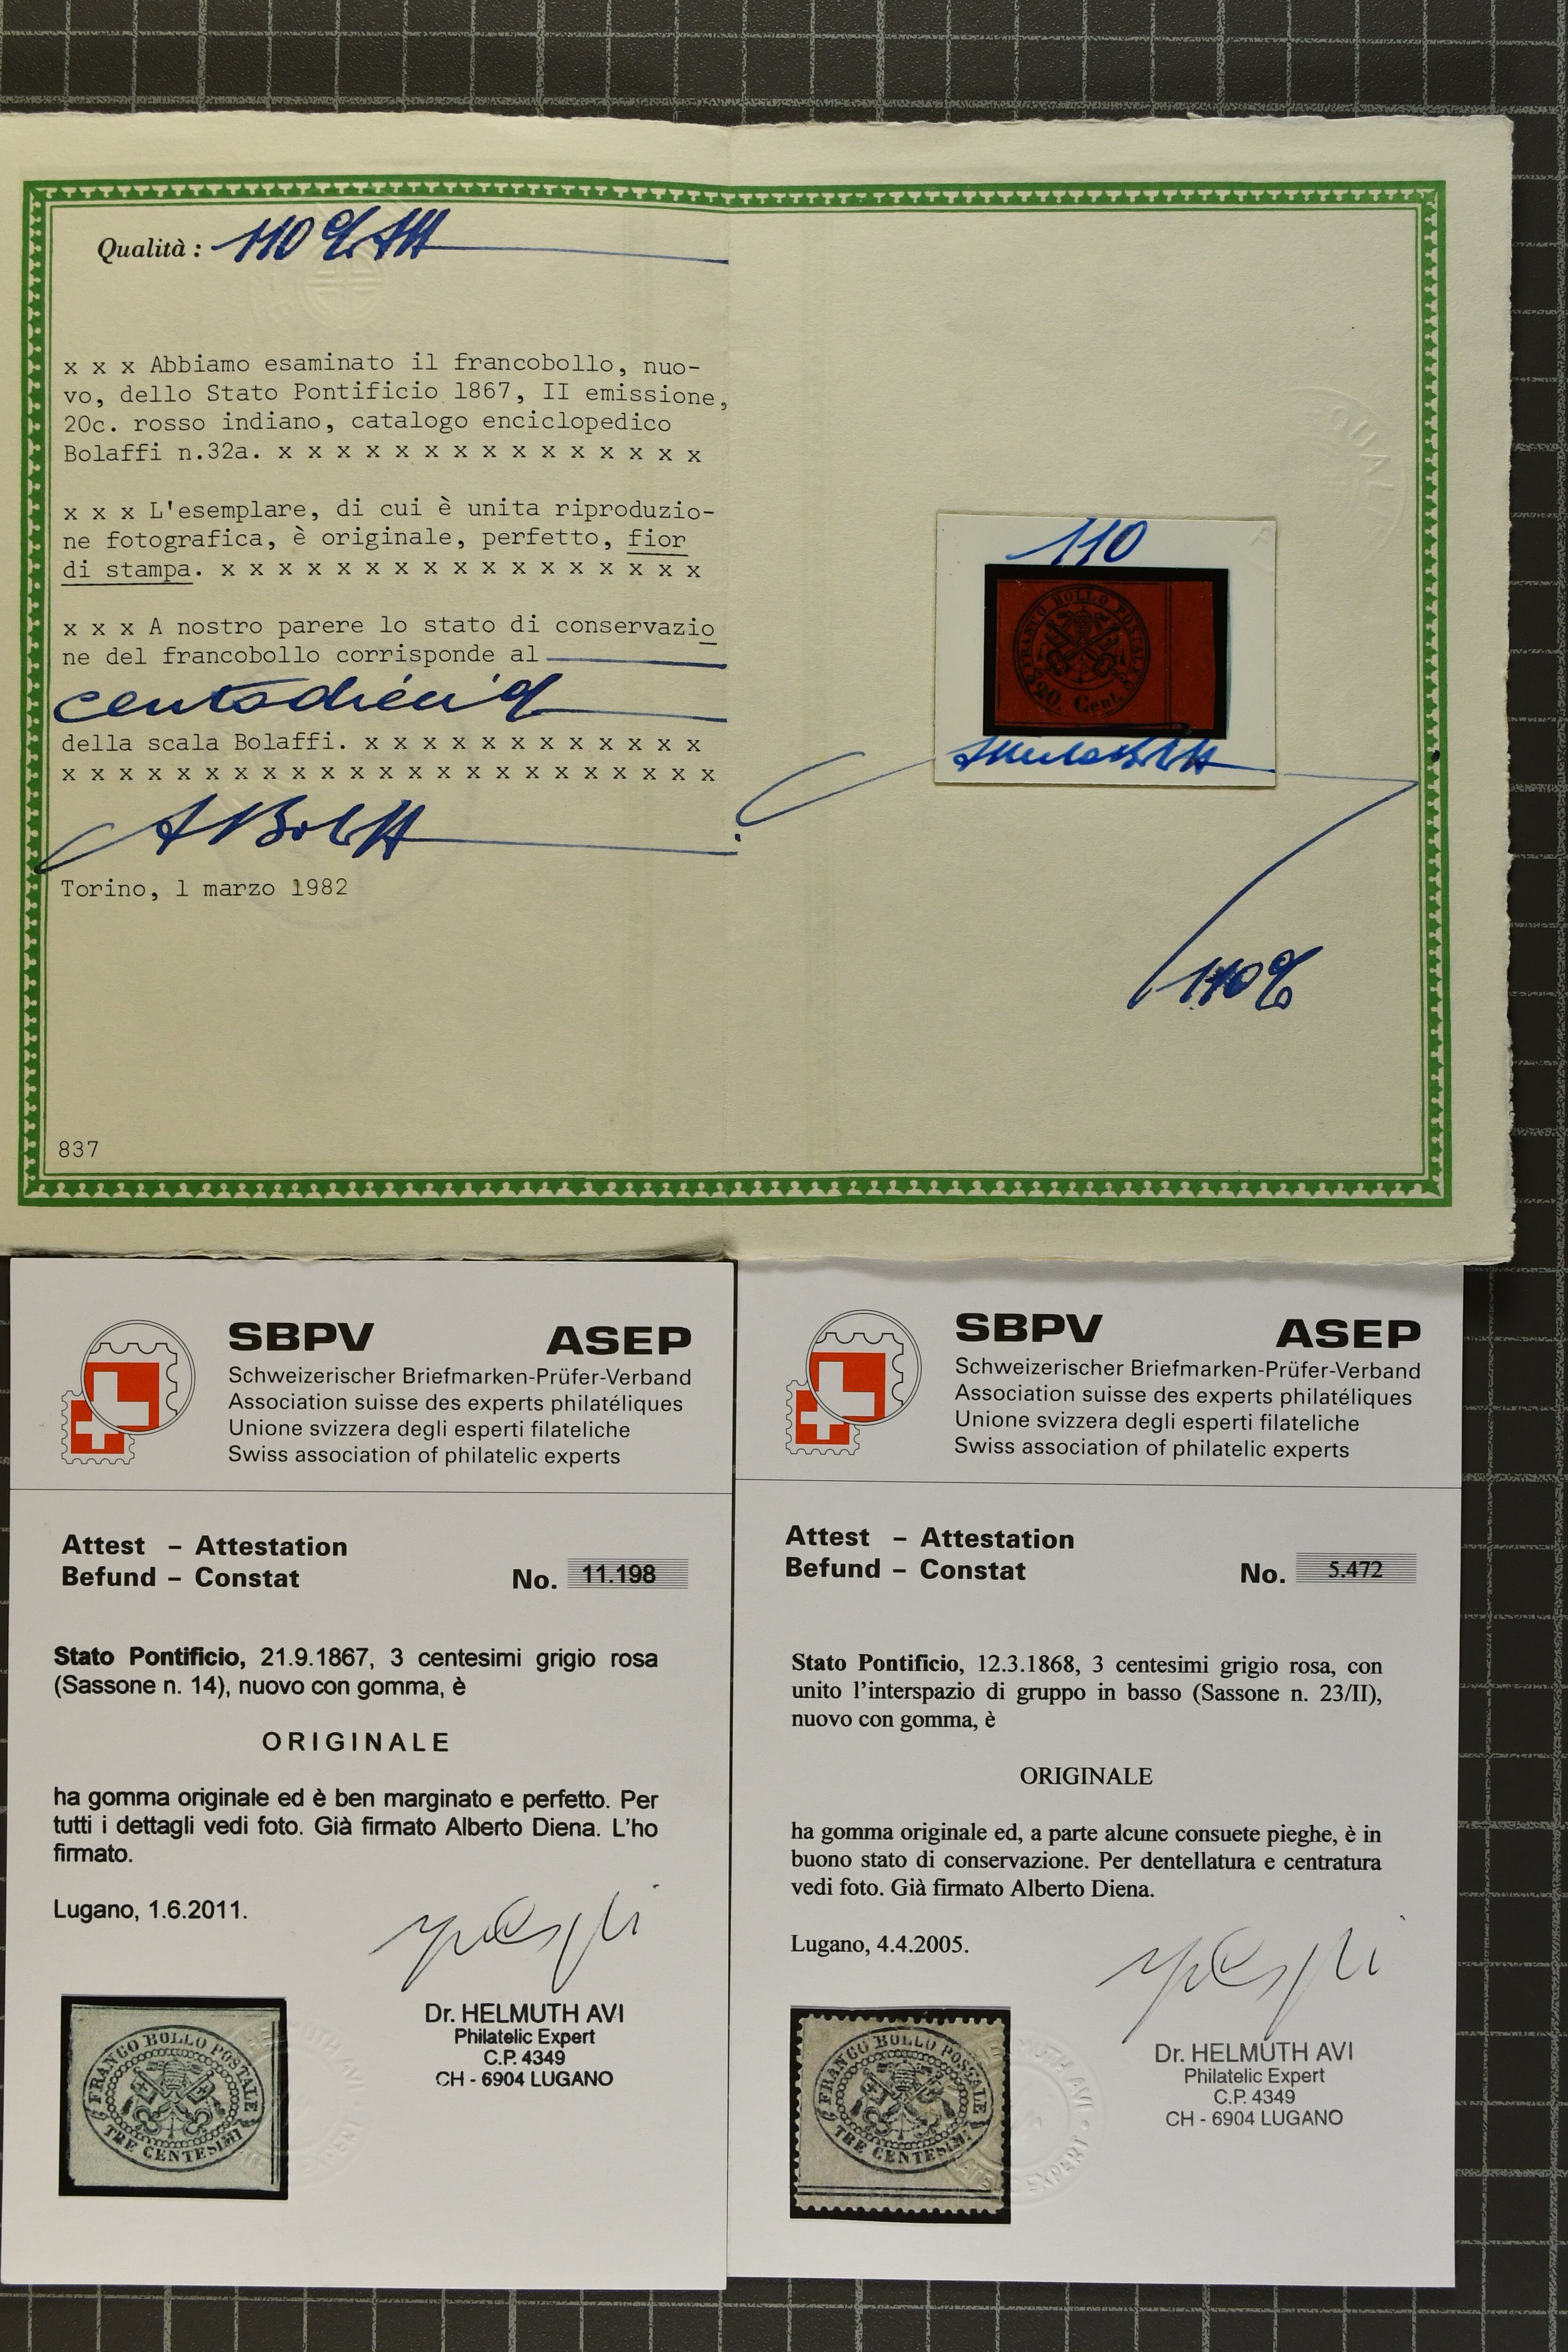 Qualità : 110%
x x x Abbiamo esaminato il francobollo, nuo-
vo, dello Stato Pontificio 1867, II emissione,
20c. rosso indiano, catalogo enciclopedico
Bolaffi n.32a. x x x x x x x x x x x x x x x
x x x L'esemplare, di cui è unita riproduzio-
ne fotografica, è originale, perfetto, fior
di stampa. x x x x x x x x x x x x x x x x x
x x x A nostro parere lo stato di conservazio
ne del francobollo corrisponde al
centodieci%
della scala Bolaffi. x x x x x x x x x x x x
x x x x x x x x x x x x x x x x x x x x x x x
Torino, 1 marzo 1982
837
QUAL
110
FRANCO BOLLO POSTALE
20 Cent.
110%
SBPV ASEP
Schweizerischer Briefmarken-Prüfer-Verband
Association suisse des experts philatéliques
Unione svizzera degli esperti filateliche
Swiss association of philatelic experts
Attest – Attestation
Befund – Constat No. 11.198
Stato Pontificio, 21.9.1867, 3 centesimi grigio rosa
(Sassone n. 14), nuovo con gomma, è
ORIGINALE
ha gomma originale ed è ben marginato e perfetto. Per
tutti i dettagli vedi foto. Già firmato Alberto Diena. L'ho
firmato.
Lugano, 1.6.2011.
Dr. HELMUTH AVI
Philatelic Expert
C.P. 4349
CH - 6904 LUGANO
FRANCO BOLLO POSTALE
TRE CENTESIMI
SBPV ASEP
Schweizerischer Briefmarken-Prüfer-Verband
Association suisse des experts philatéliques
Unione svizzera degli esperti filateliche
Swiss association of philatelic experts
Attest – Attestation
Befund – Constat No. 5.472
Stato Pontificio, 12.3.1868, 3 centesimi grigio rosa, con
unito l'interspazio di gruppo in basso (Sassone n. 23/II),
nuovo con gomma, è
ORIGINALE
ha gomma originale ed, a parte alcune consuete pieghe, è in
buono stato di conservazione. Per dentellatura e centratura
vedi foto. Già firmato Alberto Diena.
Lugano, 4.4.2005.
Dr. HELMUTH AVI
Philatelic Expert
C.P. 4349
CH - 6904 LUGANO
FRANCO BOLLO POSTALE
TRE CENTESIMI